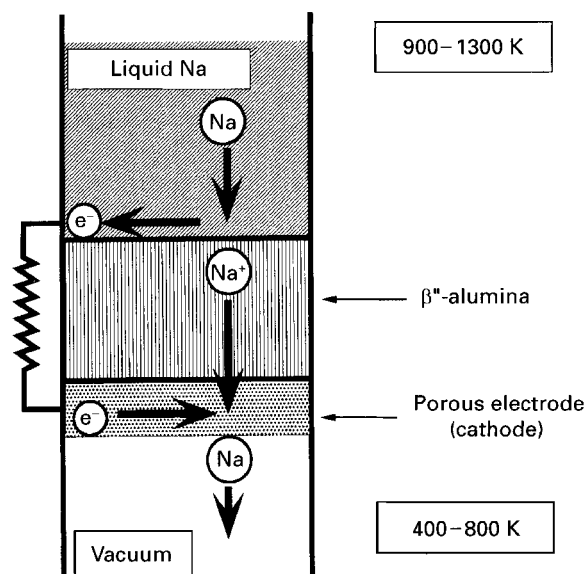 Liquid Na
900–1300 K
Na
e⁻
Na⁺
β"-alumina
e⁻
Porous electrode
(cathode)
Na
400–800 K
Vacuum